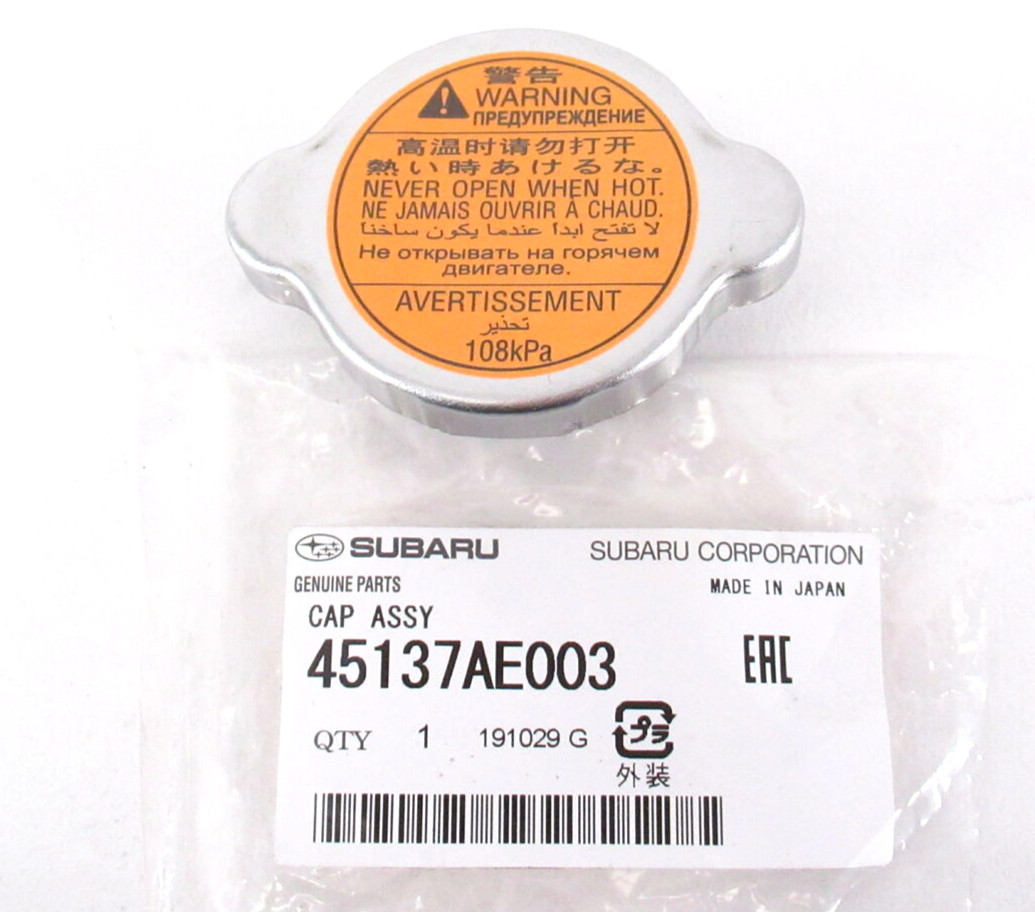 警告
WARNING
ПРЕДУПРЕЖДЕНИЕ
高温时请勿打开
熱い時あけるな。
NEVER OPEN WHEN HOT.
NE JAMAIS OUVRIR À CHAUD.
لا تفتح ابدا عندما يكون ساخنا
Не открывать на горячем
двигателе.
AVERTISSEMENT
تحذير
108kPa
SUBARU SUBARU CORPORATION
GENUINE PARTS MADE IN JAPAN
CAP ASSY
45137AE003 EAC
QTY 1 191029 G プラ
外装